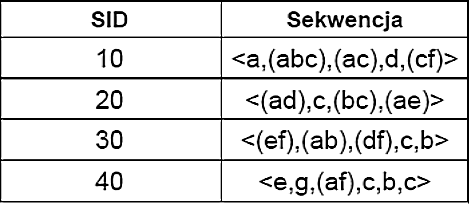 SID Sekwencja
10 <a,(abc),(ac),d,(cf)>
20 <(ad),c,(bc),(ae)>
30 <(ef),(ab),(df),c,b>
40 <e,g,(af),c,b,c>